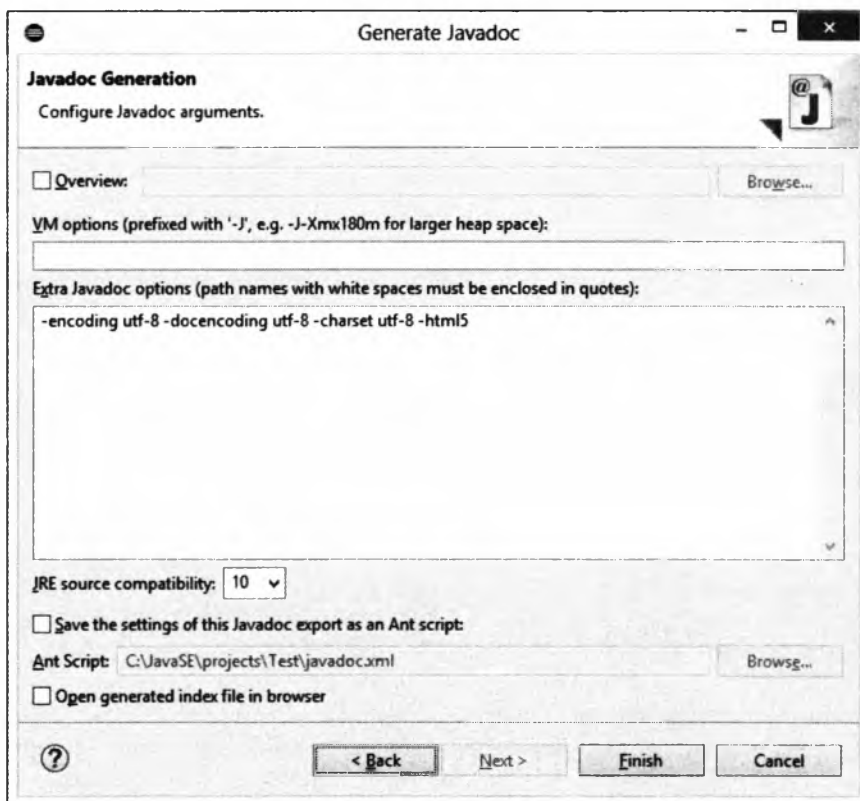 Generate Javadoc
Javadoc Generation
Configure Javadoc arguments.
@
J
Overview:
Browse...
VM options (prefixed with '-J', e.g. -J-Xmx180m for larger heap space):
Extra Javadoc options (path names with white spaces must be enclosed in quotes):
-encoding utf-8 -docencoding utf-8 -charset utf-8 -html5
JRE source compatibility: 10
Save the settings of this Javadoc export as an Ant script:
Ant Script: C:\JavaSE\projects\Test\javadoc.xml Browse...
Open generated index file in browser
? < Back Next > Finish Cancel